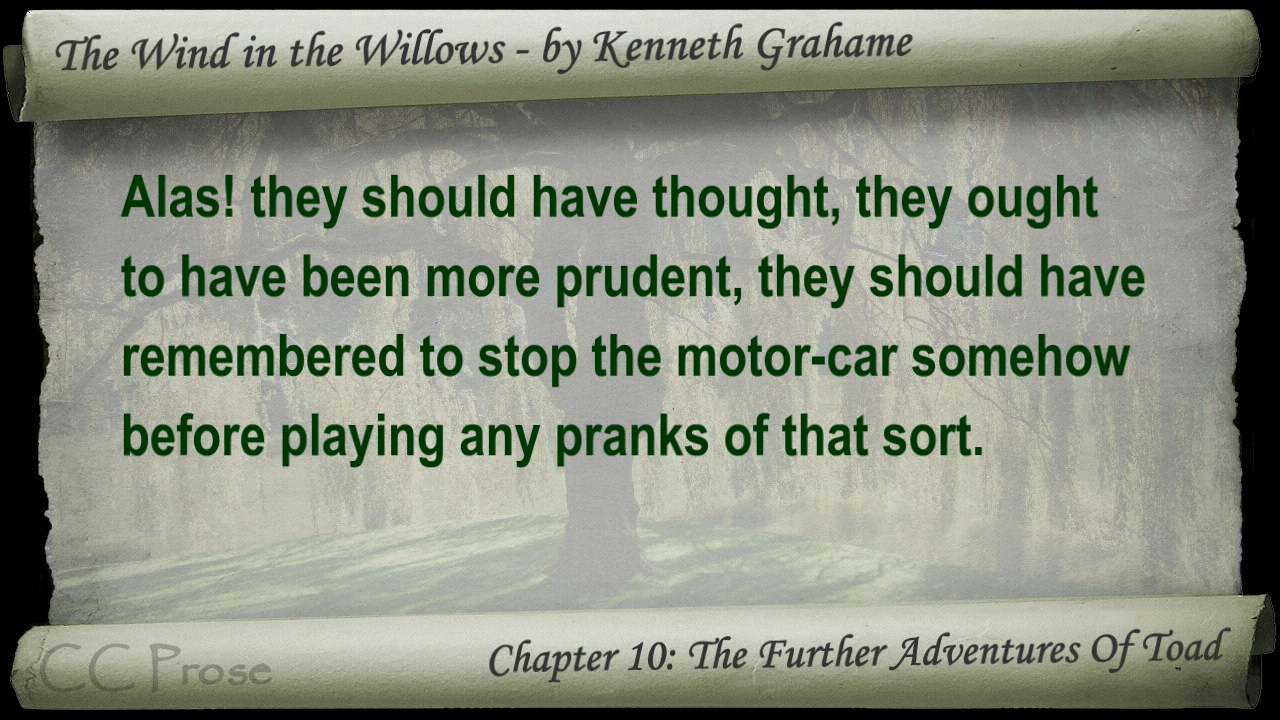 The Wind in the Willows - by Kenneth Grahame
Alas! they should have thought, they ought
to have been more prudent, they should have
remembered to stop the motor-car somehow
before playing any pranks of that sort.
CC Prose
Chapter 10: The Further Adventures Of Toad